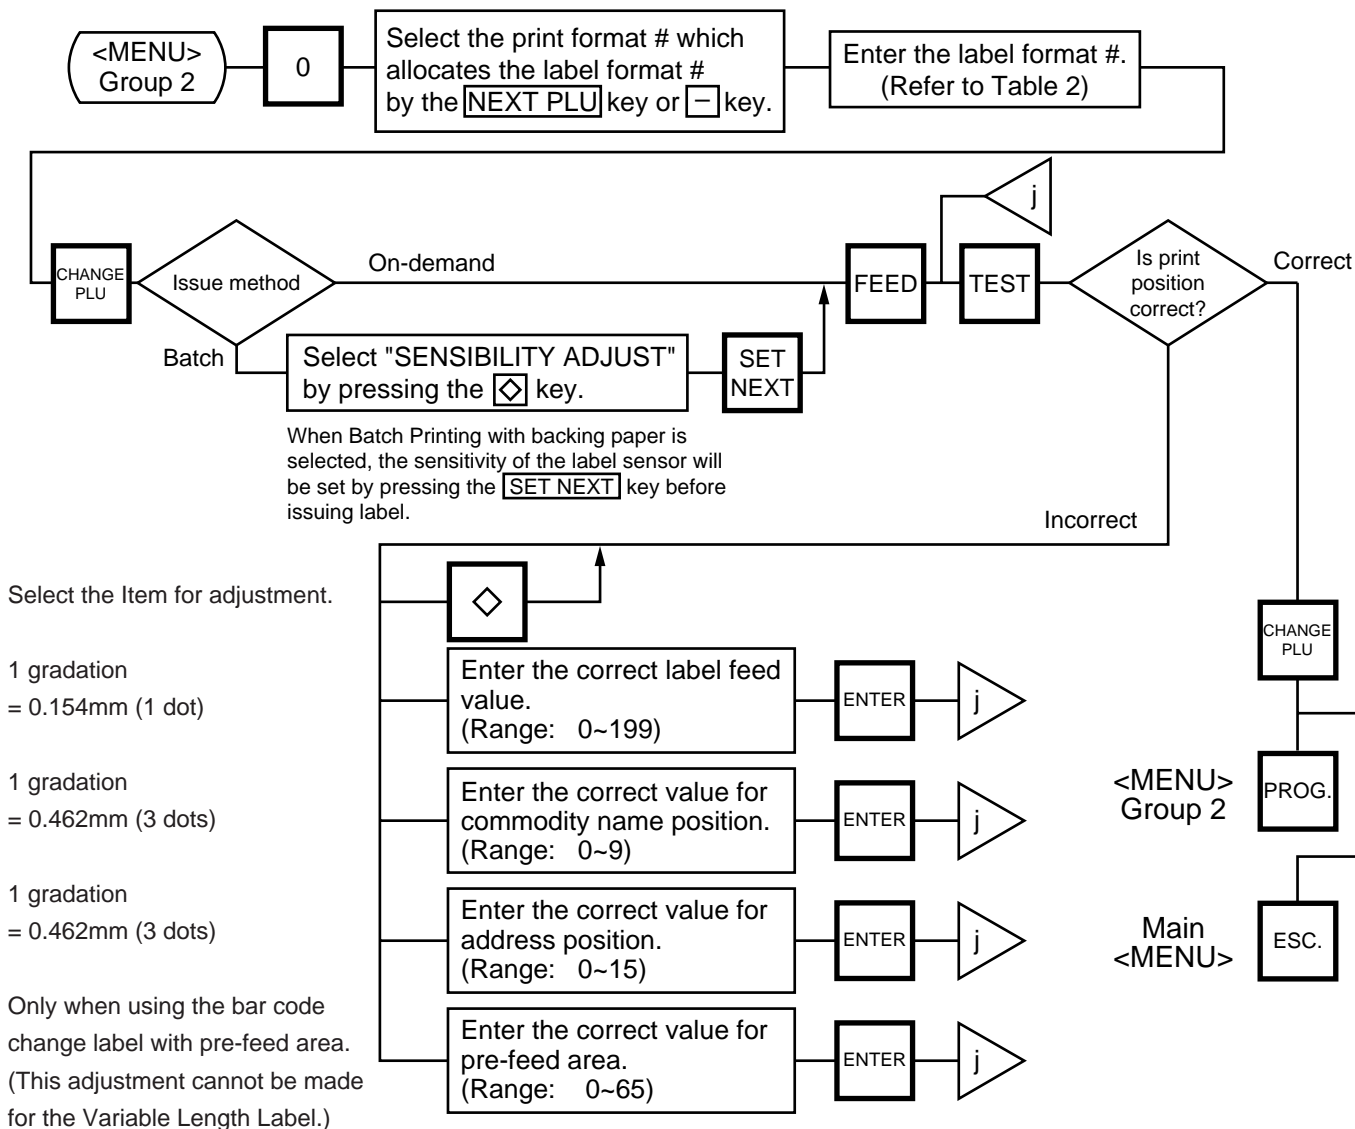 <MENU>
Group 2
0
Select the print format # which
allocates the label format #
by the NEXT PLU key or − key.
Enter the label format #.
(Refer to Table 2)
j
CHANGE
PLU
Issue method
On-demand
FEED
TEST
Is print
position
correct?
Correct
Batch
Select "SENSIBILITY ADJUST"
by pressing the ◇ key.
SET
NEXT
When Batch Printing with backing paper is
selected, the sensitivity of the label sensor will
be set by pressing the SET NEXT key before
issuing label.
Incorrect
Select the Item for adjustment.
◇
CHANGE
PLU
1 gradation
= 0.154mm (1 dot)
Enter the correct label feed
value.
(Range: 0~199)
ENTER
j
1 gradation
= 0.462mm (3 dots)
Enter the correct value for
commodity name position.
(Range: 0~9)
ENTER
j
<MENU>
Group 2
PROG.
1 gradation
= 0.462mm (3 dots)
Enter the correct value for
address position.
(Range: 0~15)
ENTER
j
Main
<MENU>
ESC.
Only when using the bar code
change label with pre-feed area.
(This adjustment cannot be made
for the Variable Length Label.)
Enter the correct value for
pre-feed area.
(Range: 0~65)
ENTER
j